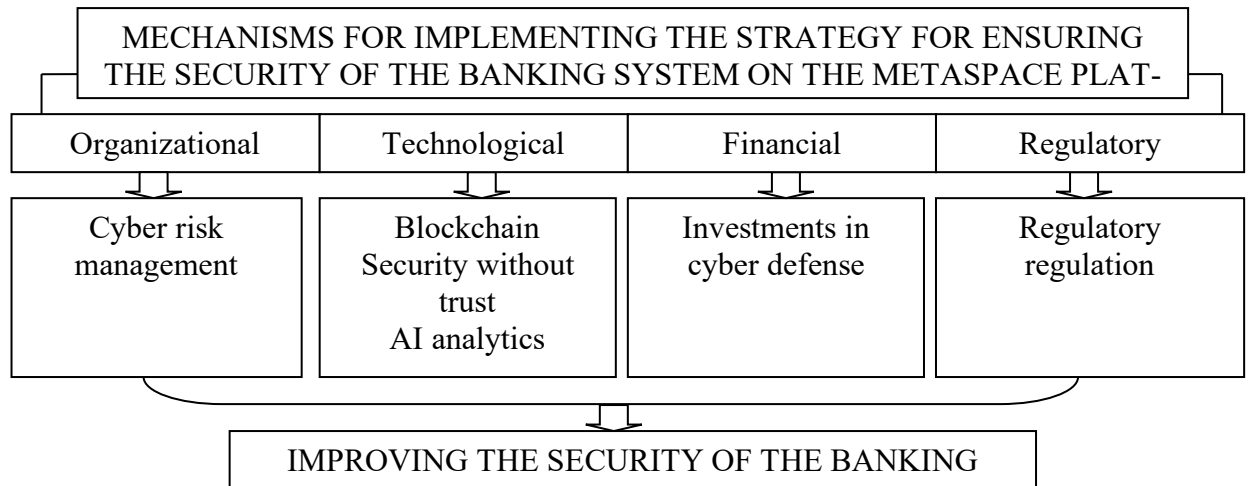 MECHANISMS FOR IMPLEMENTING THE STRATEGY FOR ENSURING
THE SECURITY OF THE BANKING SYSTEM ON THE METASPACE PLAT-
Organizational
Technological
Financial
Regulatory
Cyber risk
management
Blockchain
Security without
trust
AI analytics
Investments in
cyber defense
Regulatory
regulation
IMPROVING THE SECURITY OF THE BANKING